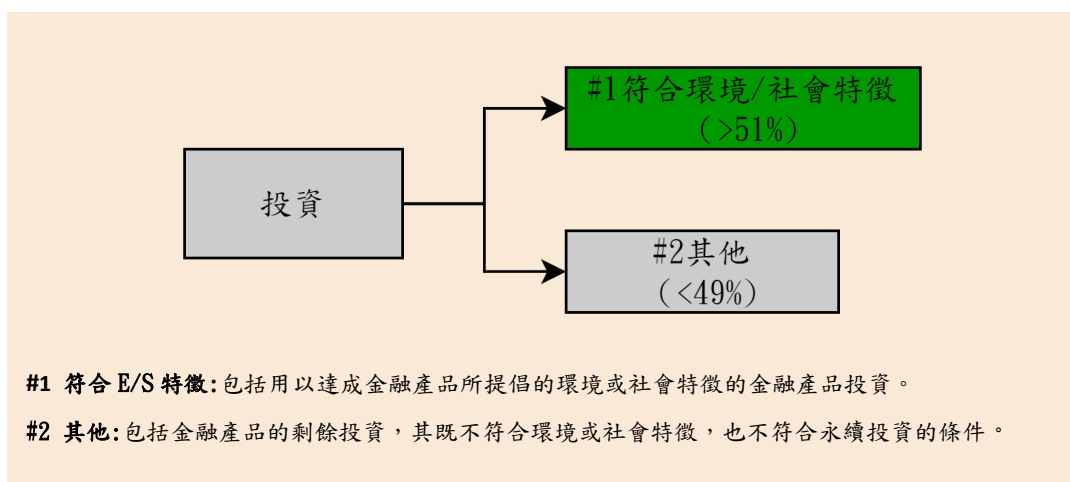 #1符合環境/社會特徵
(>51%)
投資
#2其他
(<49%)
#1 符合E/S特徵:包括用以達成金融產品所提倡的環境或社會特徵的金融產品投資。
#2 其他:包括金融產品的剩餘投資，其既不符合環境或社會特徵，也不符合永續投資的條件。